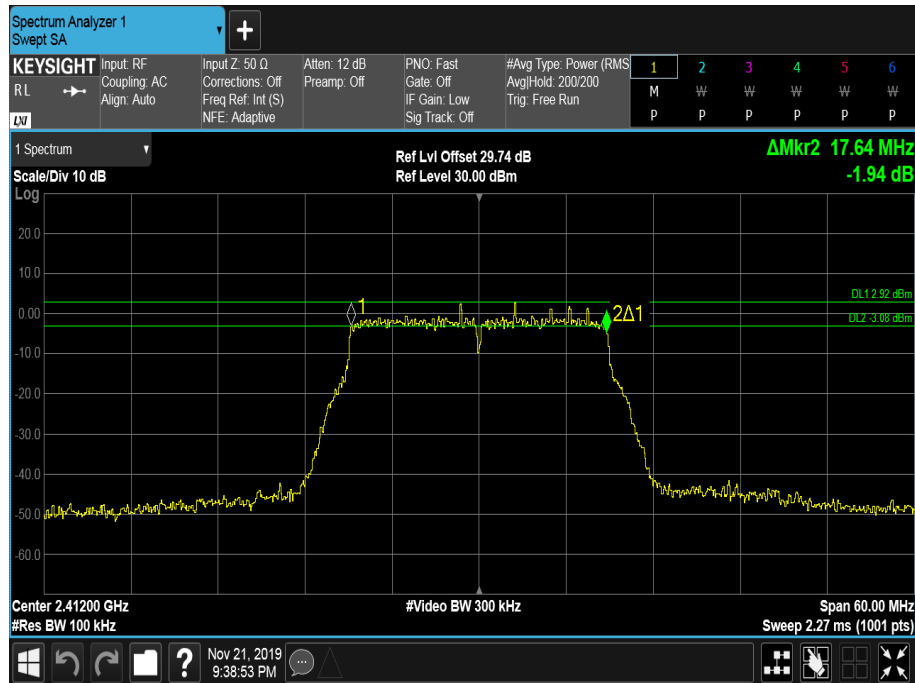 Spectrum Analyzer 1
Swept SA
+
KEYSIGHT
RL
LXI
Input: RF
Coupling: AC
Align: Auto
Input Z: 50 Ω
Corrections: Off
Freq Ref: Int (S)
NFE: Adaptive
Atten: 12 dB
Preamp: Off
PNO: Fast
Gate: Off
IF Gain: Low
Sig Track: Off
#Avg Type: Power (RMS
Avg|Hold: 200/200
Trig: Free Run
1 2 3 4 5 6
M W W W W W
P P P P P P
1 Spectrum
Scale/Div 10 dB
Log
Ref Lvl Offset 29.74 dB
Ref Level 30.00 dBm
ΔMkr2 17.64 MHz
-1.94 dB
20.0
10.0
0.00
-10.0
-20.0
-30.0
-40.0
-50.0
-60.0
1
2Δ1
DL1 2.92 dBm
DL2 -3.08 dBm
Center 2.41200 GHz
#Video BW 300 kHz
Span 60.00 MHz
#Res BW 100 kHz
Sweep 2.27 ms (1001 pts)
?
Nov 21, 2019
9:38:53 PM